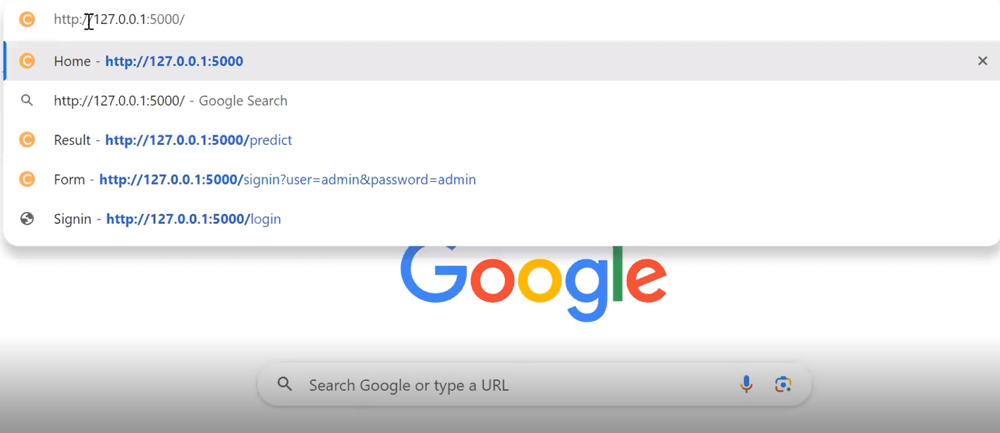 http://127.0.0.1:5000/
Home - http://127.0.0.1:5000
http://127.0.0.1:5000/ - Google Search
Result - http://127.0.0.1:5000/predict
Form - http://127.0.0.1:5000/signin?user=admin&password=admin
Signin - http://127.0.0.1:5000/login
Google
Search Google or type a URL